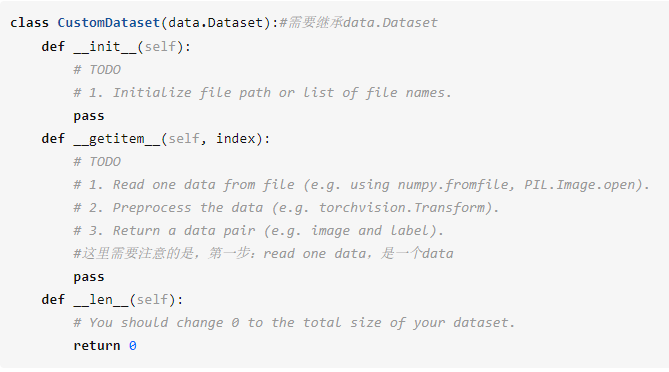 class CustomDataset(data.Dataset):#需要继承data.Dataset
    def __init__(self):
        # TODO
        # 1. Initialize file path or list of file names.
        pass
    def __getitem__(self, index):
        # TODO
        # 1. Read one data from file (e.g. using numpy.fromfile, PIL.Image.open).
        # 2. Preprocess the data (e.g. torchvision.Transform).
        # 3. Return a data pair (e.g. image and label).
        #这里需要注意的是，第一步：read one data，是一个data
        pass
    def __len__(self):
        # You should change 0 to the total size of your dataset.
        return 0